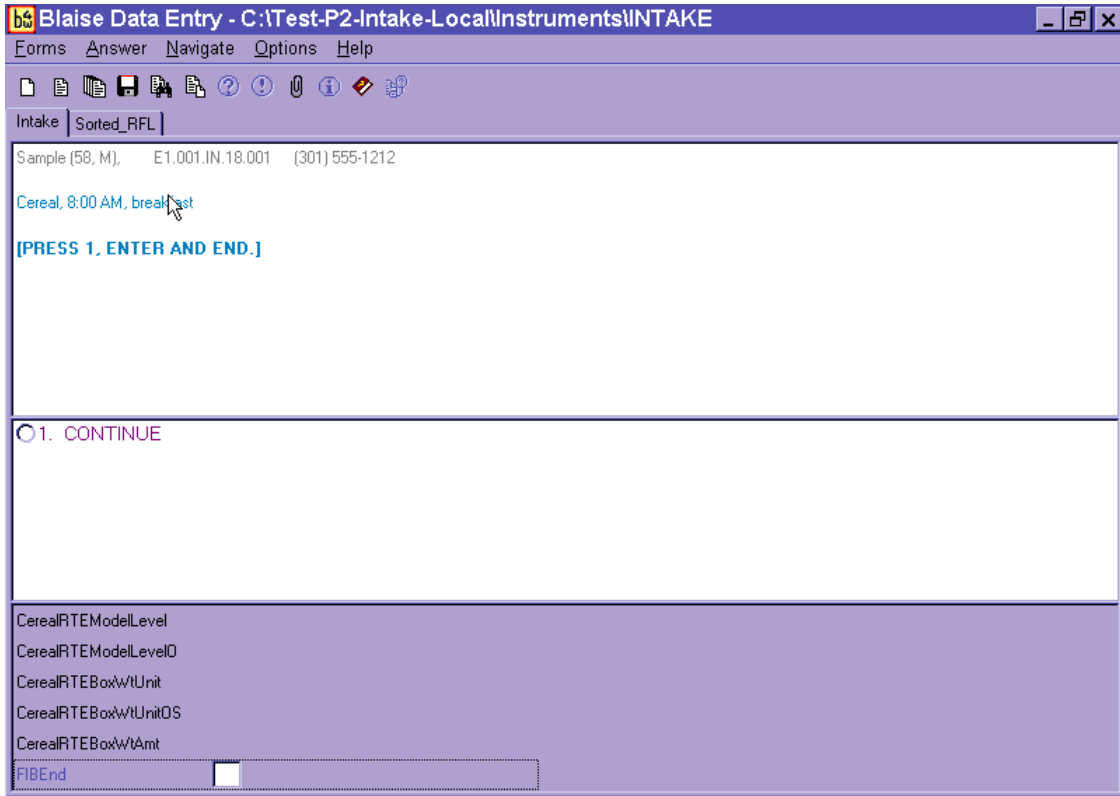 Blaise Data Entry - C:\Test-P2-Intake-Local\Instruments\INTAKE
Forms Answer Navigate Options Help
Intake Sorted_RFL
Sample (58, M), E1.001.IN.18.001 (301) 555-1212
Cereal, 8:00 AM, breakfast
[PRESS 1, ENTER AND END.]
1. CONTINUE
CerealRTEModelLevel
CerealRTEModelLevelO
CerealRTEBoxWtUnit
CerealRTEBoxWtUnitOS
CerealRTEBoxWtAmt
FIBEnd